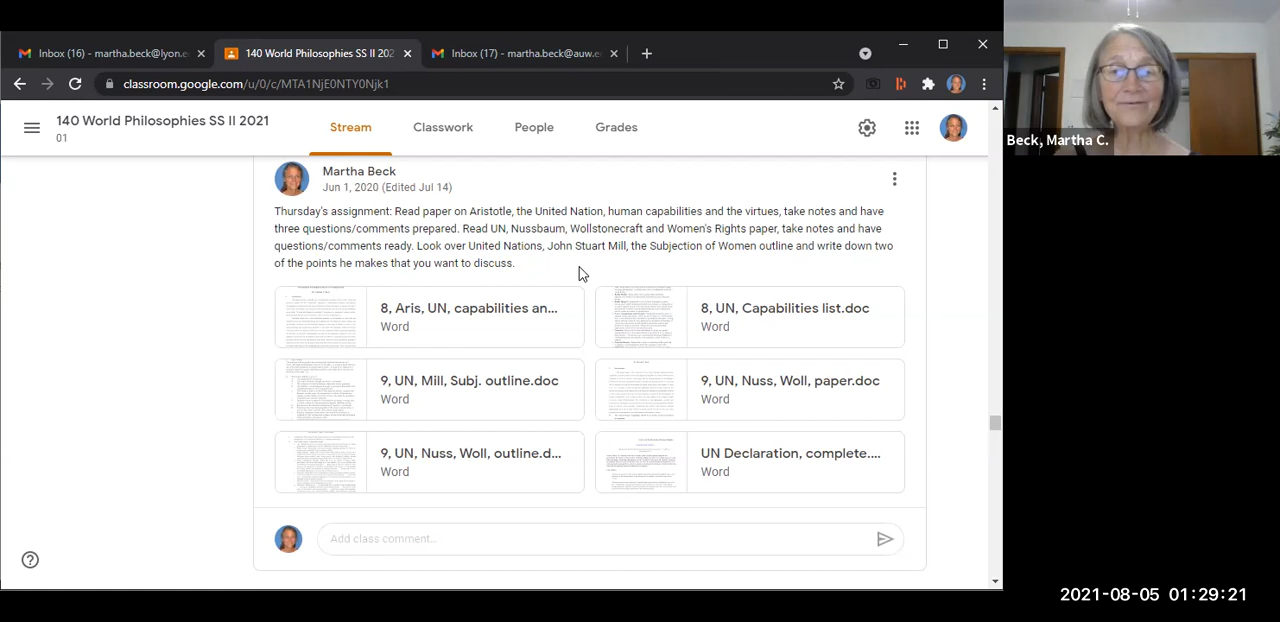 Inbox (16) - martha.beck@lyon.e
140 World Philosophies SS II 202
Inbox (17) - martha.beck@auw.e
classroom.google.com/u/0/c/MTA1NjE0NTY0Njk1
140 World Philosophies SS II 2021
01
Stream
Classwork
People
Grades
Beck, Martha C.
Martha Beck
Jun 1, 2020 (Edited Jul 14)
Thursday's assignment: Read paper on Aristotle, the United Nation, human capabilities and the virtues, take notes and have
three questions/comments prepared. Read UN, Nussbaum, Wollstonecraft and Women's Rights paper, take notes and have
questions/comments ready. Look over United Nations, John Stuart Mill, the Subjection of Women outline and write down two
of the points he makes that you want to discuss.
8, Aris, UN, capabilities an...
Word
8, UN, Capabilities list.doc
Word
9, UN, Mill, Subj, outline.doc
Word
9, UN, Nuss, Woll, paper.doc
Word
9, UN, Nuss, Woll. outline.d...
Word
UN Declaration, complete....
Word
Add class comment...
2021-08-05 01:29:21